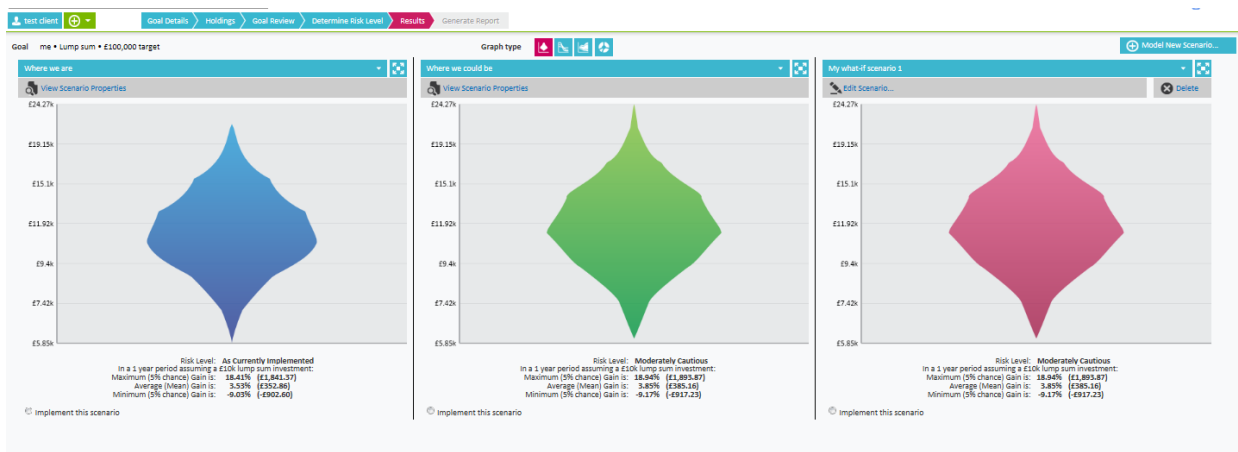 test client
Goal Details Holdings Goal Review Determine Risk Level Results Generate Report
Goal me • Lump sum • £100,000 target
Graph type
Model New Scenario...
Where we are
View Scenario Properties
£24.27k
£19.15k
£15.1k
£11.92k
£9.4k
£7.42k
£5.85k
Risk Level: As Currently Implemented
In a 1 year period assuming a £10k lump sum investment:
Maximum (5% chance) Gain is: 18.41% (£1,841.37)
Average (Mean) Gain is: 3.53% (£352.86)
Minimum (5% chance) Gain is: -9.03% (-£902.60)
Implement this scenario
Where we could be
View Scenario Properties
£24.27k
£19.15k
£15.1k
£11.92k
£9.4k
£7.42k
£5.85k
Risk Level: Moderately Cautious
In a 1 year period assuming a £10k lump sum investment:
Maximum (5% chance) Gain is: 18.94% (£1,893.87)
Average (Mean) Gain is: 3.85% (£385.16)
Minimum (5% chance) Gain is: -9.17% (-£917.23)
Implement this scenario
My what-if scenario 1
Edit Scenario... Delete
£24.27k
£19.15k
£15.1k
£11.92k
£9.4k
£7.42k
£5.85k
Risk Level: Moderately Cautious
In a 1 year period assuming a £10k lump sum investment:
Maximum (5% chance) Gain is: 18.94% (£1,893.87)
Average (Mean) Gain is: 3.85% (£385.16)
Minimum (5% chance) Gain is: -9.17% (-£917.23)
Implement this scenario